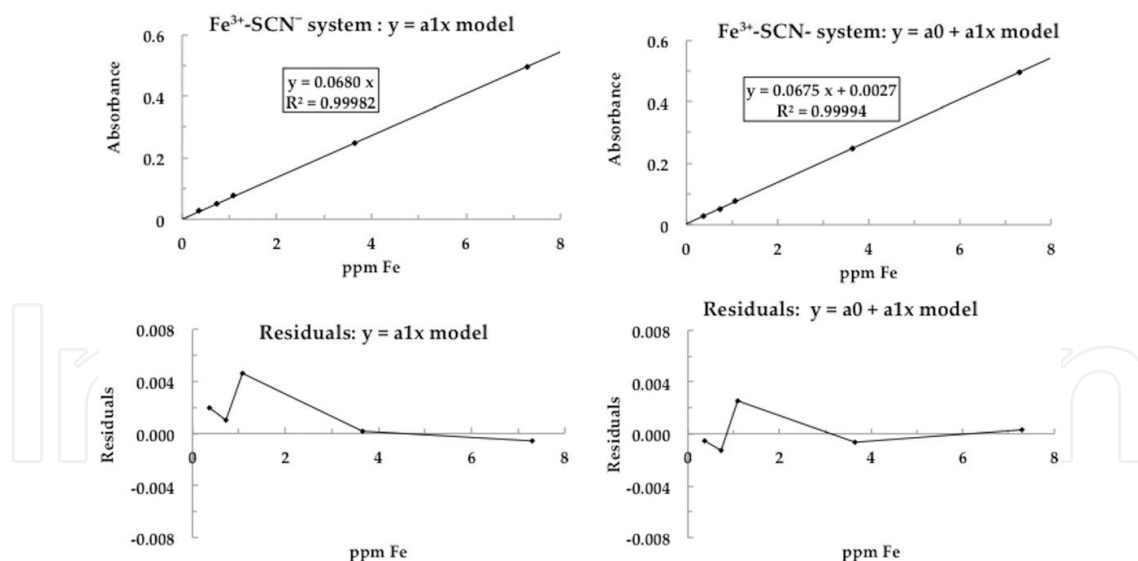 Fe³⁺-SCN⁻ system : y = a1x model
0.6
0.4
0.2
0
Absorbance
y = 0.0680 x
R² = 0.99982
0 2 4 6 8
ppm Fe
Fe³⁺-SCN- system: y = a0 + a1x model
0.6
0.4
0.2
0
Absorbance
y = 0.0675 x + 0.0027
R² = 0.99994
0 2 4 6 8
ppm Fe
Residuals: y = a1x model
0.008
0.004
0.000
-0.004
-0.008
Residuals
0 2 4 6 8
ppm Fe
Residuals: y = a0 + a1x model
0.008
0.004
0.000
-0.004
-0.008
Residuals
0 2 4 6 8
ppm Fe